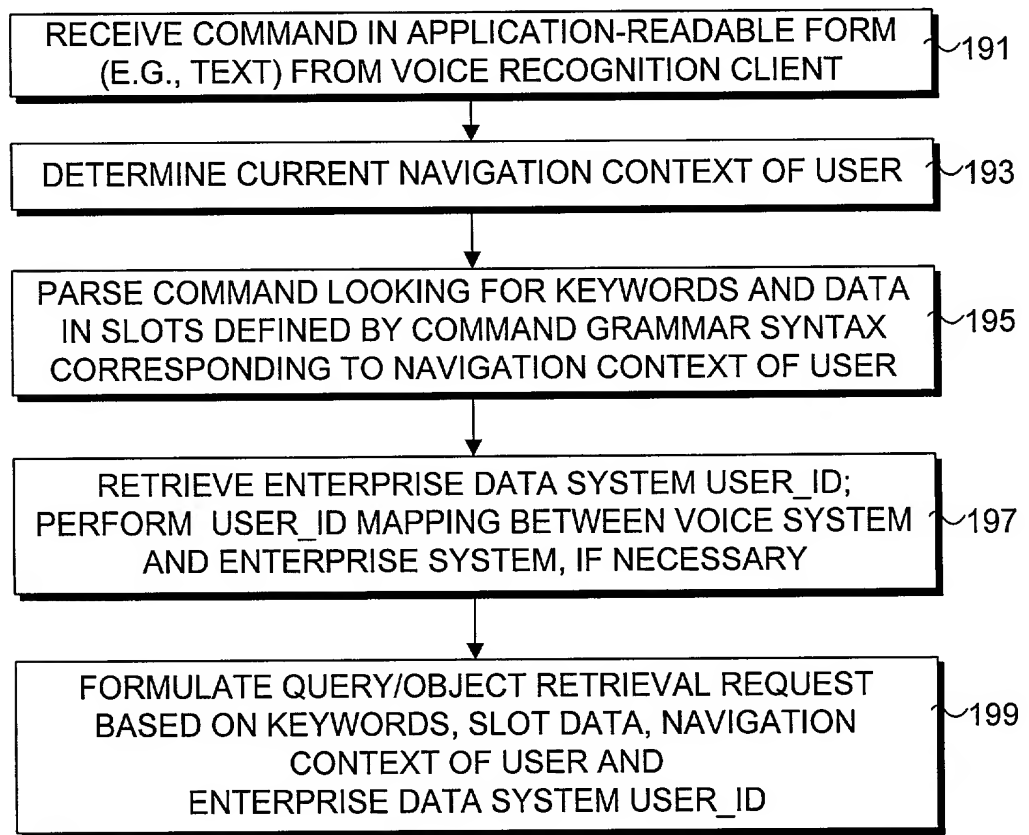 RECEIVE COMMAND IN APPLICATION-READABLE FORM
(E.G., TEXT) FROM VOICE RECOGNITION CLIENT
191
DETERMINE CURRENT NAVIGATION CONTEXT OF USER
193
PARSE COMMAND LOOKING FOR KEYWORDS AND DATA
IN SLOTS DEFINED BY COMMAND GRAMMAR SYNTAX
CORRESPONDING TO NAVIGATION CONTEXT OF USER
195
RETRIEVE ENTERPRISE DATA SYSTEM USER_ID;
PERFORM USER_ID MAPPING BETWEEN VOICE SYSTEM
AND ENTERPRISE SYSTEM, IF NECESSARY
197
FORMULATE QUERY/OBJECT RETRIEVAL REQUEST
BASED ON KEYWORDS, SLOT DATA, NAVIGATION
CONTEXT OF USER AND
ENTERPRISE DATA SYSTEM USER_ID
199